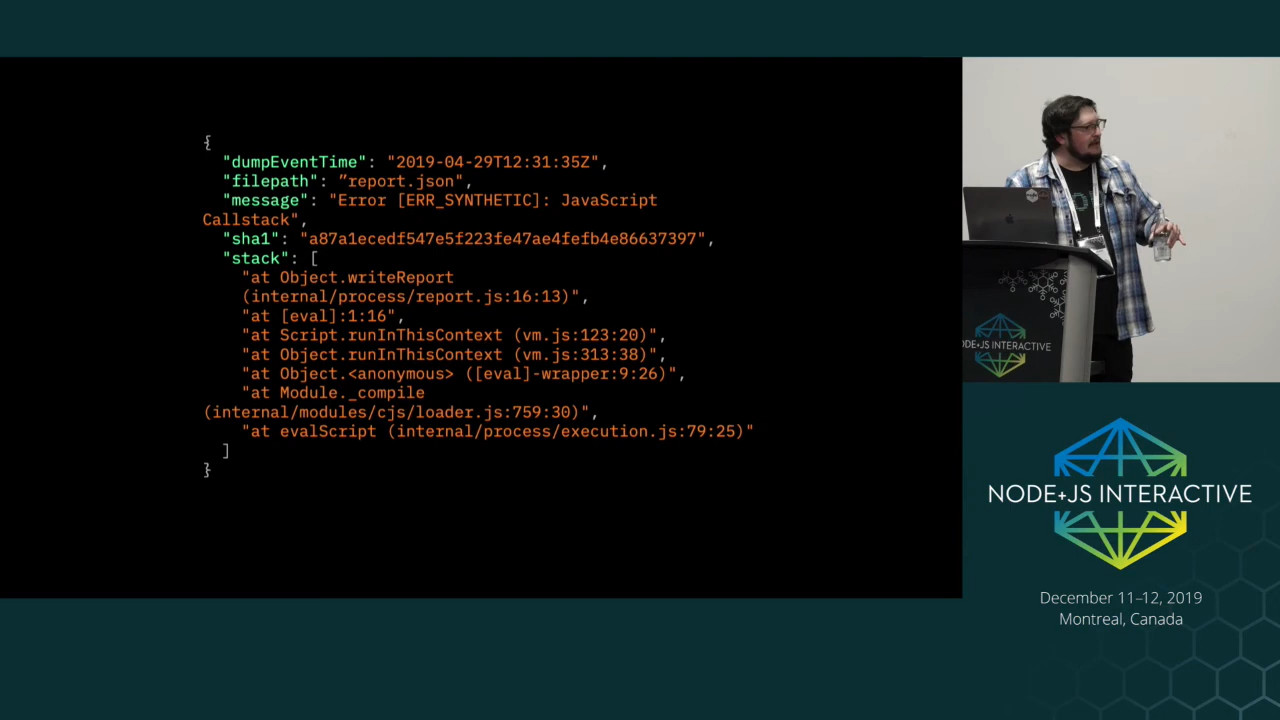 {
"dumpEventTime": "2019-04-29T12:31:35Z",
"filepath": ”report.json",
"message": "Error [ERR_SYNTHETIC]: JavaScript
Callstack",
"sha1": "a87a1ecedf547e5f223fe47ae4fefb4e86637397",
"stack": [
"at Object.writeReport
(internal/process/report.js:16:13)",
"at [eval]:1:16",
"at Script.runInThisContext (vm.js:123:20)",
"at Object.runInThisContext (vm.js:313:38)",
"at Object.<anonymous> ([eval]-wrapper:9:26)",
"at Module._compile
(internal/modules/cjs/loader.js:759:30)",
"at evalScript (internal/process/execution.js:79:25)"
]
}
DE+JS INTERACTIVE
NODE+JS INTERACTIVE
December 11–12, 2019
Montreal, Canada